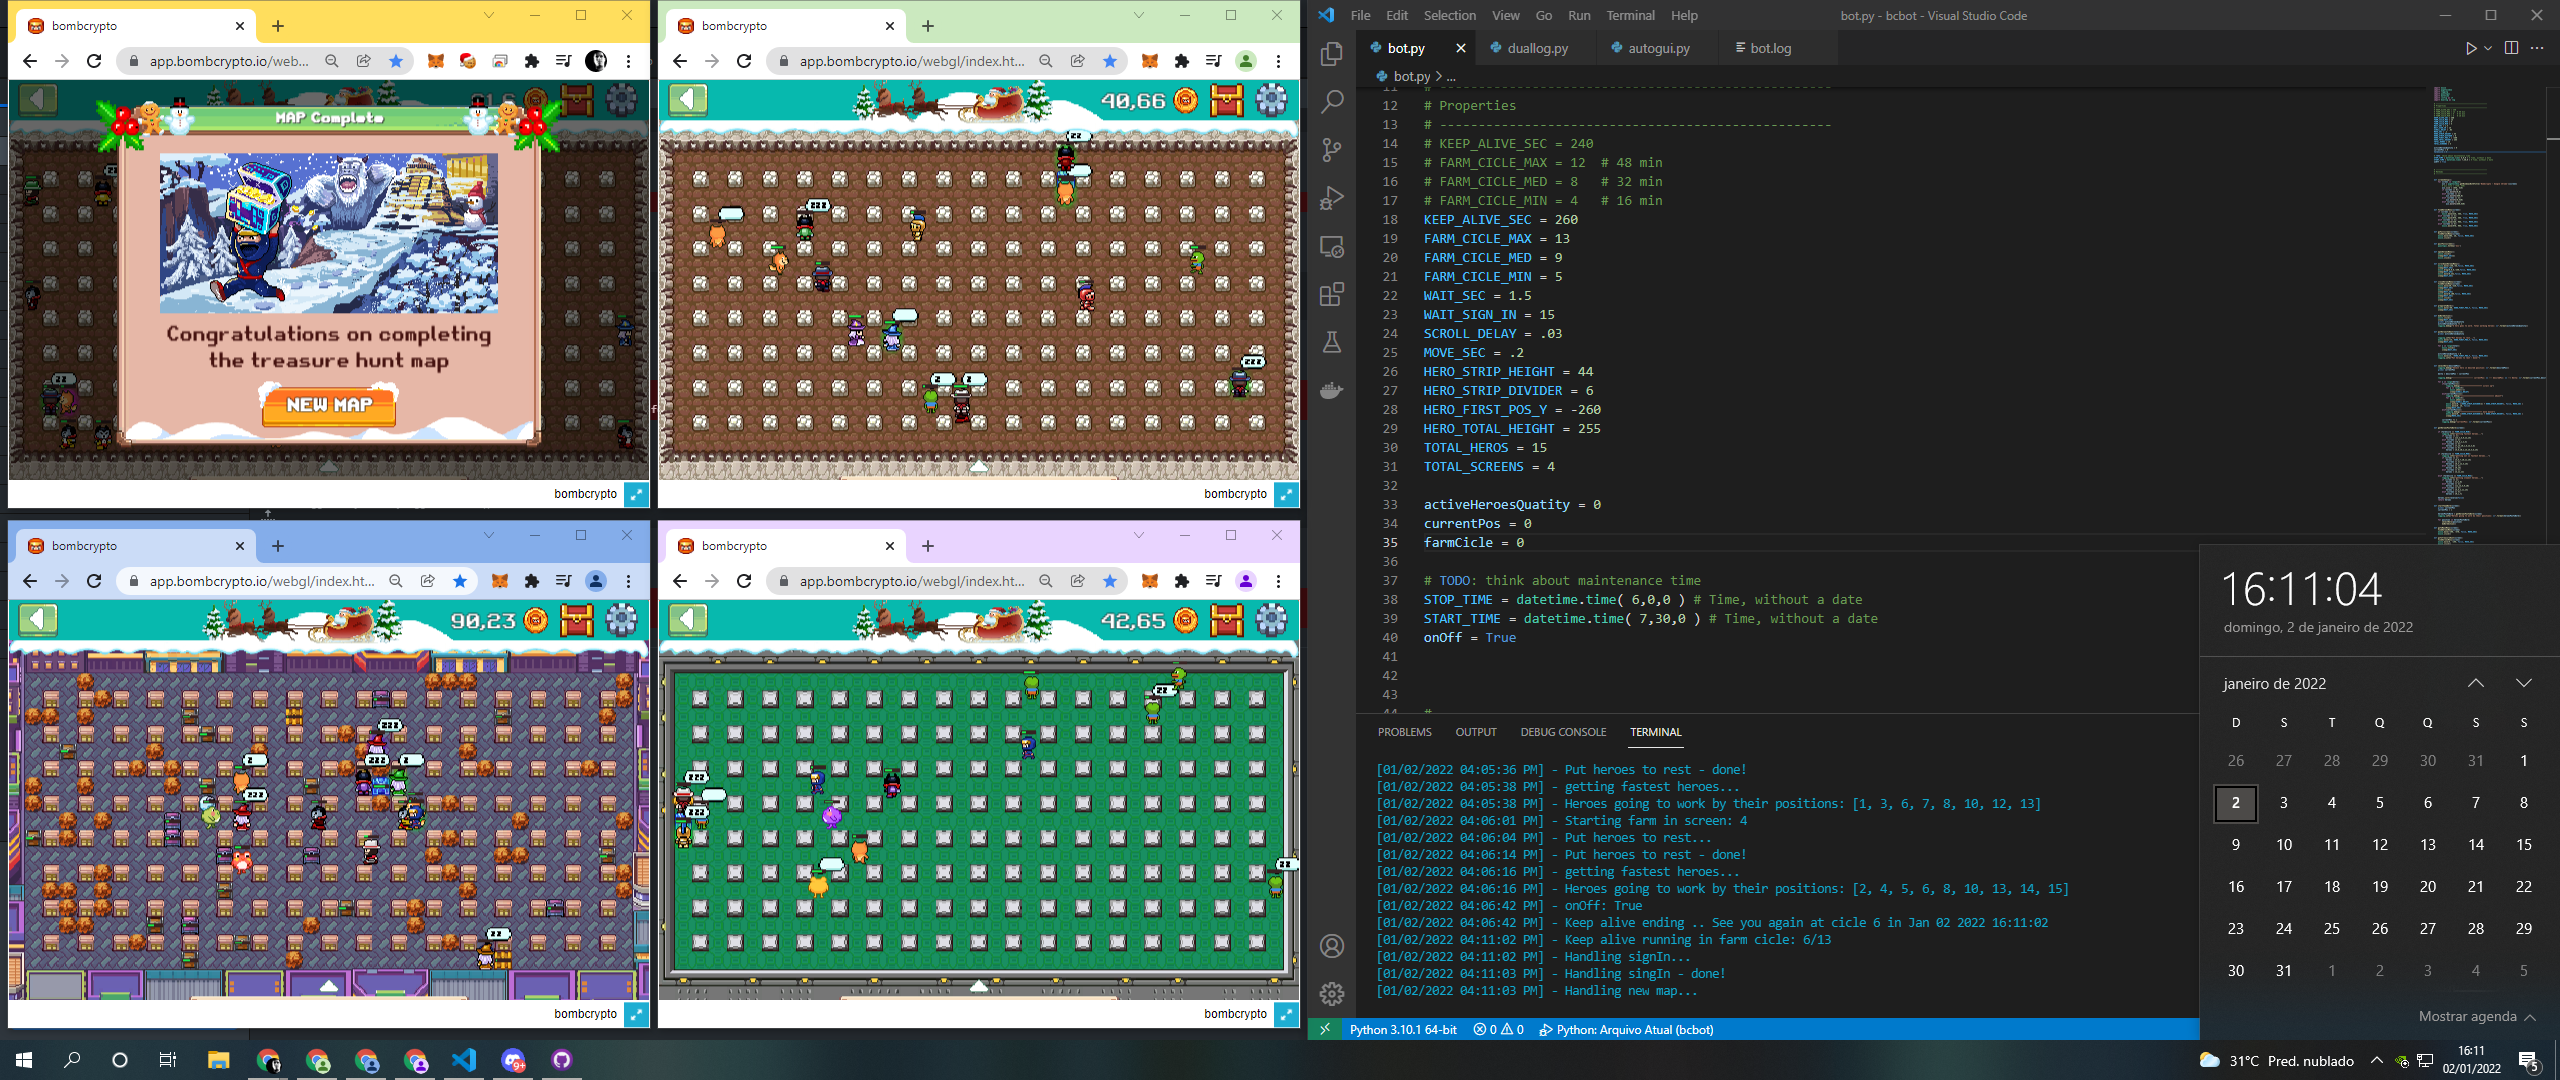 bombcrypto
app.bombcrypto.io/web...
MAP Complete
Congratulations on completing
the treasure hunt map
NEW MAP
bombcrypto
bombcrypto
app.bombcrypto.io/webgl/index.ht...
40,66
bombcrypto
bombcrypto
app.bombcrypto.io/webgl/index.ht...
90,23
bombcrypto
bombcrypto
app.bombcrypto.io/webgl/index.ht...
42,65
bombcrypto
File Edit Selection View Go Run Terminal Help
bot.py - bcbot - Visual Studio Code
bot.py duallog.py autogui.py bot.log
bot.py > ...
12 # Properties
13 # --------------------------------------------------
14 # KEEP_ALIVE_SEC = 240
15 # FARM_CICLE_MAX = 12  # 48 min
16 # FARM_CICLE_MED = 8   # 32 min
17 # FARM_CICLE_MIN = 4   # 16 min
18 KEEP_ALIVE_SEC = 260
19 FARM_CICLE_MAX = 13
20 FARM_CICLE_MED = 9
21 FARM_CICLE_MIN = 5
22 WAIT_SEC = 1.5
23 WAIT_SIGN_IN = 15
24 SCROLL_DELAY = .03
25 MOVE_SEC = .2
26 HERO_STRIP_HEIGHT = 44
27 HERO_STRIP_DIVIDER = 6
28 HERO_FIRST_POS_Y = -260
29 HERO_TOTAL_HEIGHT = 255
30 TOTAL_HEROS = 15
31 TOTAL_SCREENS = 4
32
33 activeHeroesQuatity = 0
34 currentPos = 0
35 farmCicle = 0
36
37 # TODO: think about maintenance time
38 STOP_TIME = datetime.time( 6,0,0 ) # Time, without a date
39 START_TIME = datetime.time( 7,30,0 ) # Time, without a date
40 onOff = True
41
42
43
PROBLEMS OUTPUT DEBUG CONSOLE TERMINAL
[01/02/2022 04:05:36 PM] - Put heroes to rest - done!
[01/02/2022 04:05:38 PM] - getting fastest heroes...
[01/02/2022 04:05:38 PM] - Heroes going to work by their positions: [1, 3, 6, 7, 8, 10, 12, 13]
[01/02/2022 04:06:01 PM] - Starting farm in screen: 4
[01/02/2022 04:06:04 PM] - Put heroes to rest...
[01/02/2022 04:06:14 PM] - Put heroes to rest - done!
[01/02/2022 04:06:16 PM] - getting fastest heroes...
[01/02/2022 04:06:16 PM] - Heroes going to work by their positions: [2, 4, 5, 6, 8, 10, 13, 14, 15]
[01/02/2022 04:06:42 PM] - onOff: True
[01/02/2022 04:06:42 PM] - Keep alive ending .. See you again at cicle 6 in Jan 02 2022 16:11:02
[01/02/2022 04:11:02 PM] - Keep alive running in farm cicle: 6/13
[01/02/2022 04:11:02 PM] - Handling signIn...
[01/02/2022 04:11:03 PM] - Handling singIn - done!
[01/02/2022 04:11:03 PM] - Handling new map...
Python 3.10.1 64-bit 0 0 Python: Arquivo Atual (bcbot)
16:11:04
domingo, 2 de janeiro de 2022
janeiro de 2022
D S T Q Q S S
26 27 28 29 30 31 1
2 3 4 5 6 7 8
9 10 11 12 13 14 15
16 17 18 19 20 21 22
23 24 25 26 27 28 29
30 31 1 2 3 4 5
Mostrar agenda
9+
31°C Pred. nublado
16:11
02/01/2022
5